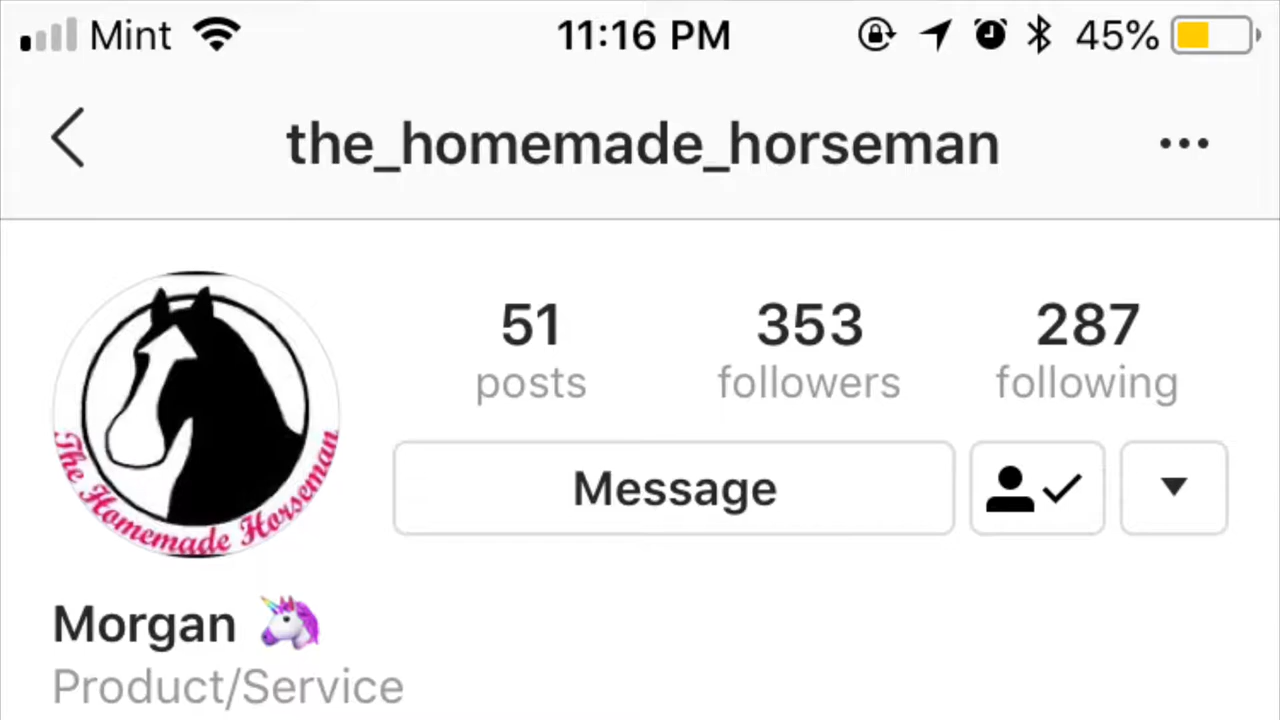 Mint 11:16 PM 45%
the_homemade_horseman
51 353 287
posts followers following
The Homemade Horseman
Message
Morgan 🦄
Product/Service